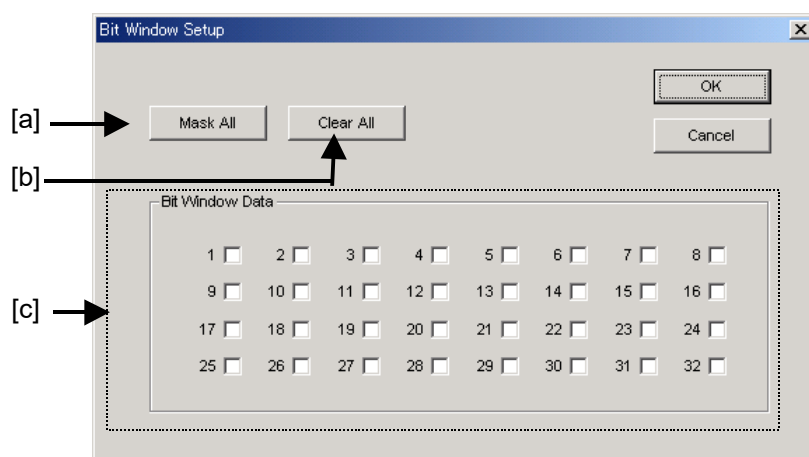 Bit Window Setup
OK
[a] Mask All Clear All
Cancel
[b]
Bit Window Data
1 2 3 4 5 6 7 8
9 10 11 12 13 14 15 16
[c]
17 18 19 20 21 22 23 24
25 26 27 28 29 30 31 32